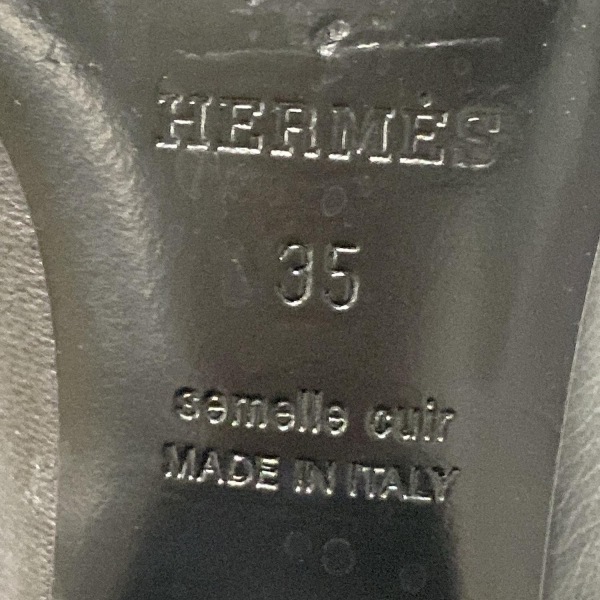 HERMÈS
35
semelle cuir
MADE IN ITALY